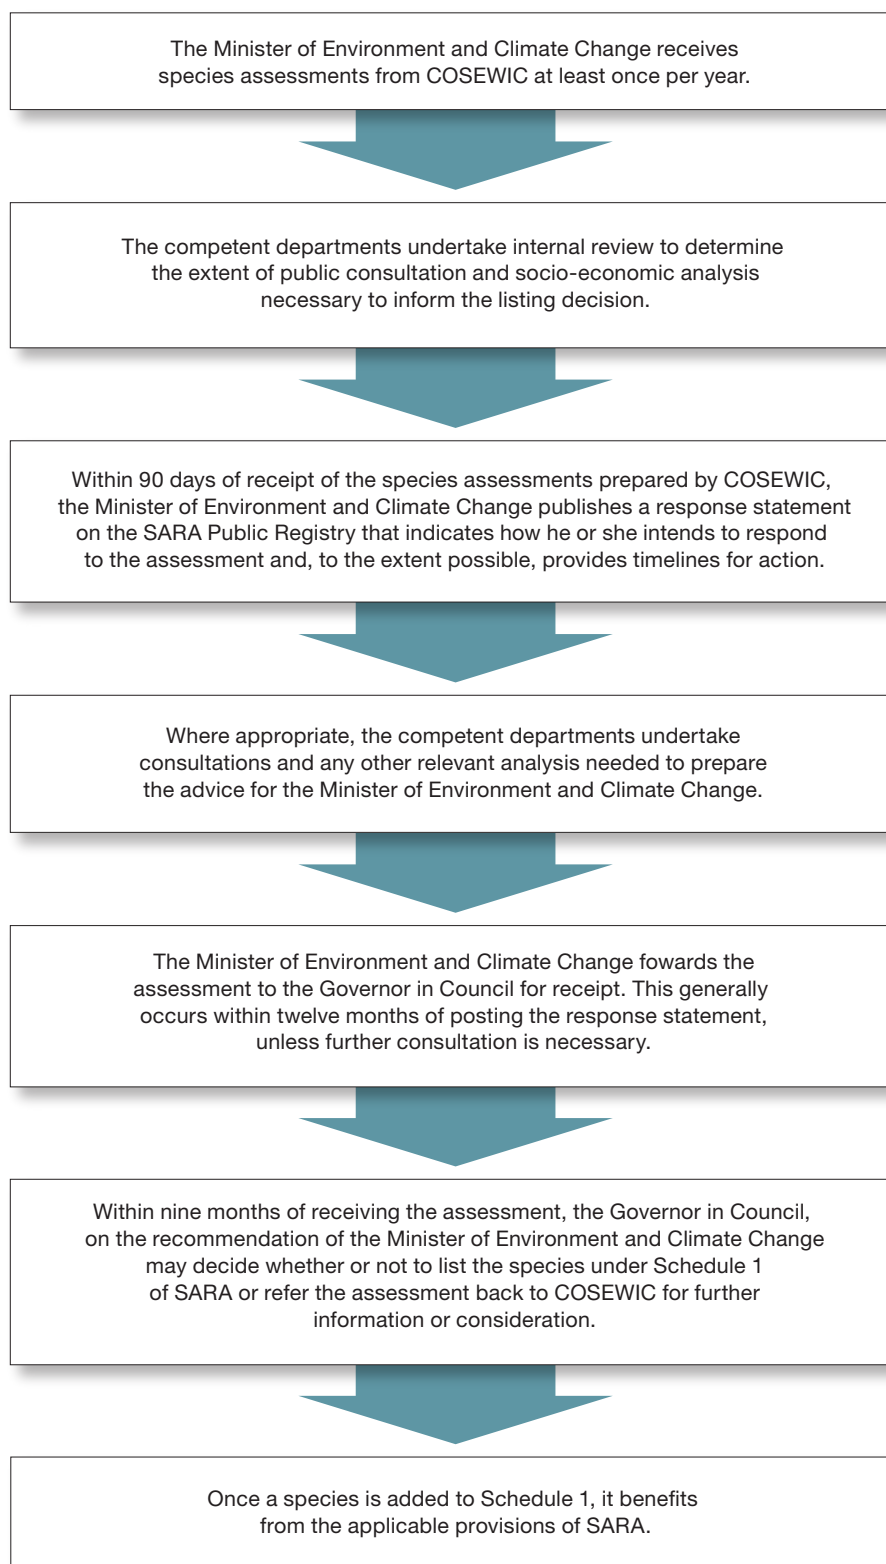 The Minister of Environment and Climate Change receives
species assessments from COSEWIC at least once per year.
The competent departments undertake internal review to determine
the extent of public consultation and socio-economic analysis
necessary to inform the listing decision.
Within 90 days of receipt of the species assessments prepared by COSEWIC,
the Minister of Environment and Climate Change publishes a response statement
on the SARA Public Registry that indicates how he or she intends to respond
to the assessment and, to the extent possible, provides timelines for action.
Where appropriate, the competent departments undertake
consultations and any other relevant analysis needed to prepare
the advice for the Minister of Environment and Climate Change.
The Minister of Environment and Climate Change fowards the
assessment to the Governor in Council for receipt. This generally
occurs within twelve months of posting the response statement,
unless further consultation is necessary.
Within nine months of receiving the assessment, the Governor in Council,
on the recommendation of the Minister of Environment and Climate Change
may decide whether or not to list the species under Schedule 1
of SARA or refer the assessment back to COSEWIC for further
information or consideration.
Once a species is added to Schedule 1, it benefits
from the applicable provisions of SARA.